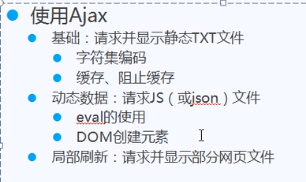 使用Ajax
基础：请求并显示静态TXT文件
字符集编码
缓存、阻止缓存
动态数据：请求JS（或json）文件
eval的使用
DOM创建元素
局部刷新：请求并显示部分网页文件